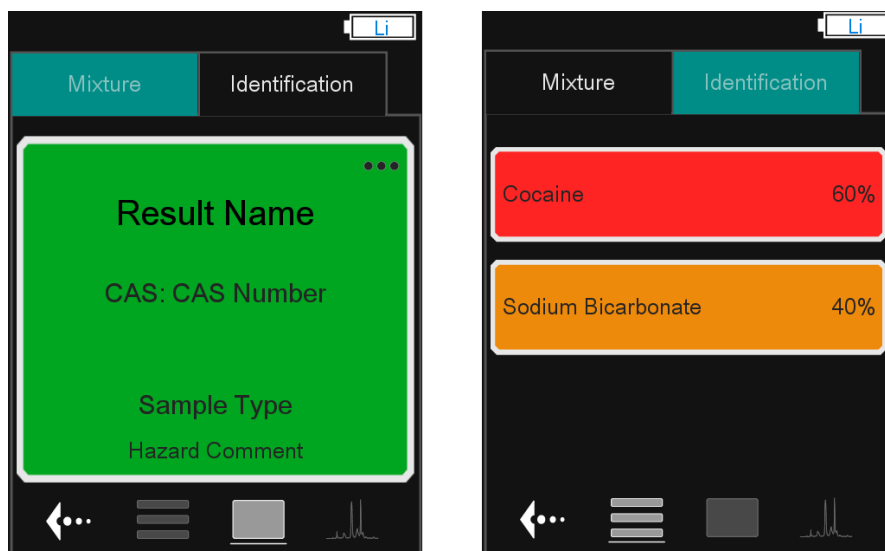 Li
Mixture Identification
Result Name
CAS: CAS Number
Sample Type
Hazard Comment
Li
Mixture Identification
Cocaine 60%
Sodium Bicarbonate 40%